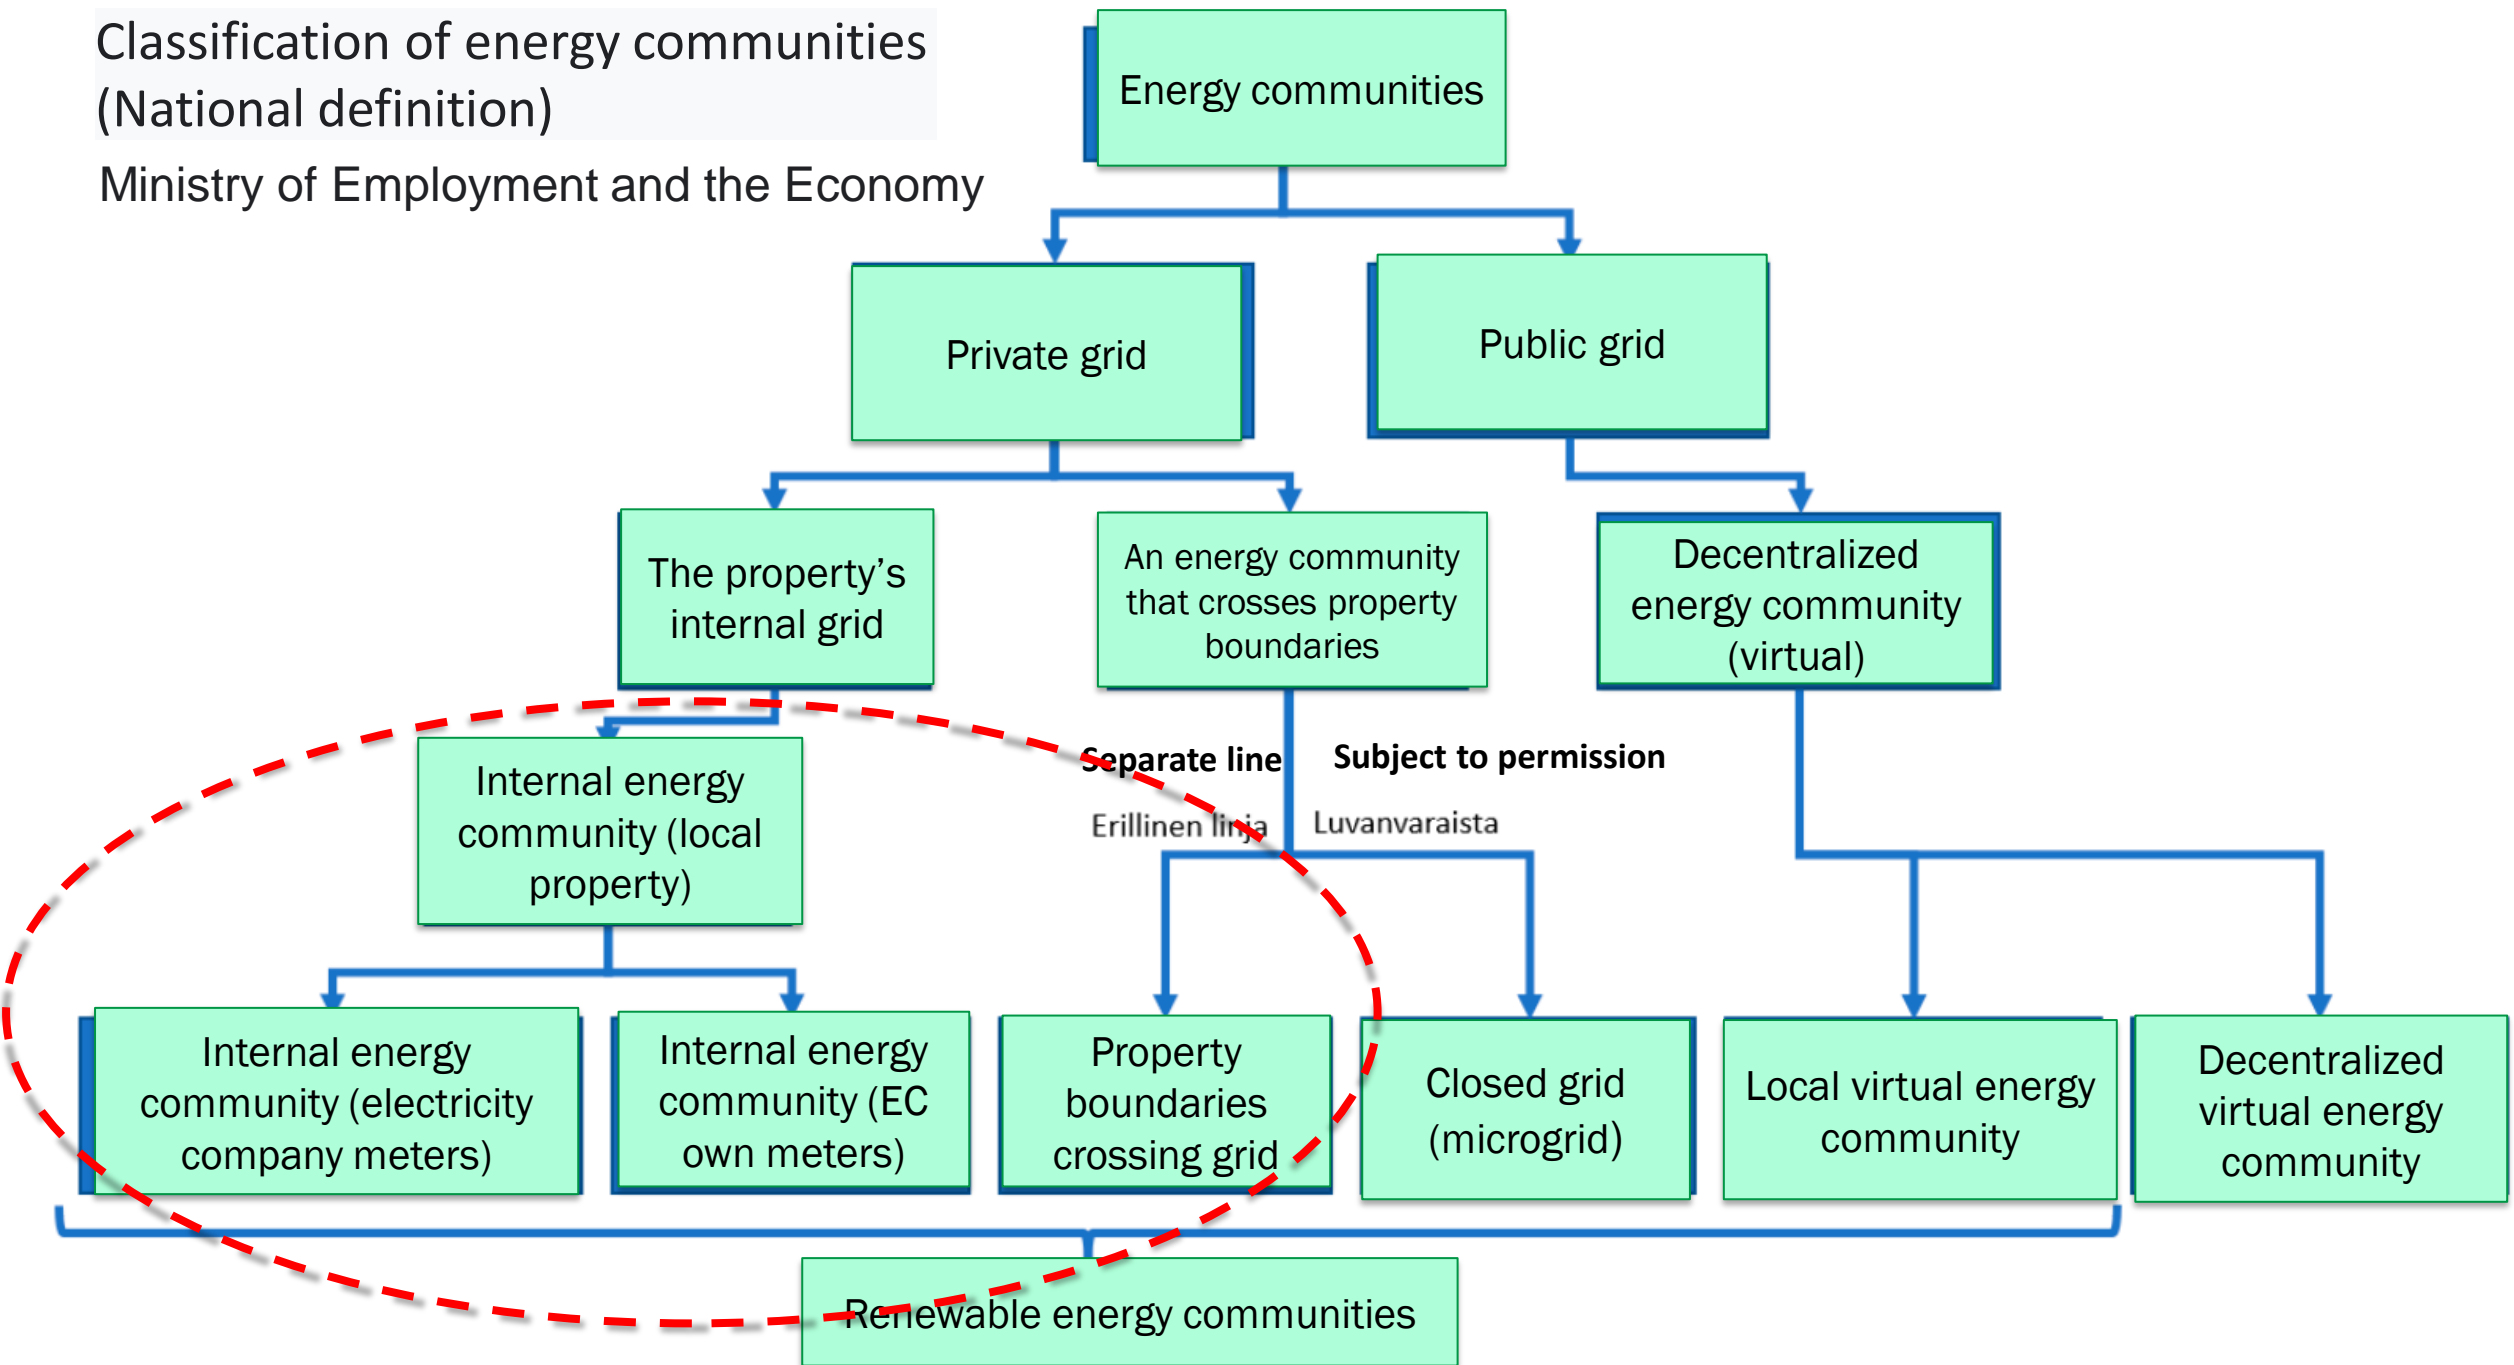 Classification of energy communities
(National definition)
Ministry of Employment and the Economy
Energy communities
Private grid
Public grid
The property’s
internal grid
An energy community
that crosses property
boundaries
Decentralized
energy community
(virtual)
Separate line
Subject to permission
Erillinen linja
Luvanvaraista
Internal energy
community (local
property)
Internal energy
community (electricity
company meters)
Internal energy
community (EC
own meters)
Property
boundaries
crossing grid
Closed grid
(microgrid)
Local virtual energy
community
Decentralized
virtual energy
community
Renewable energy communities